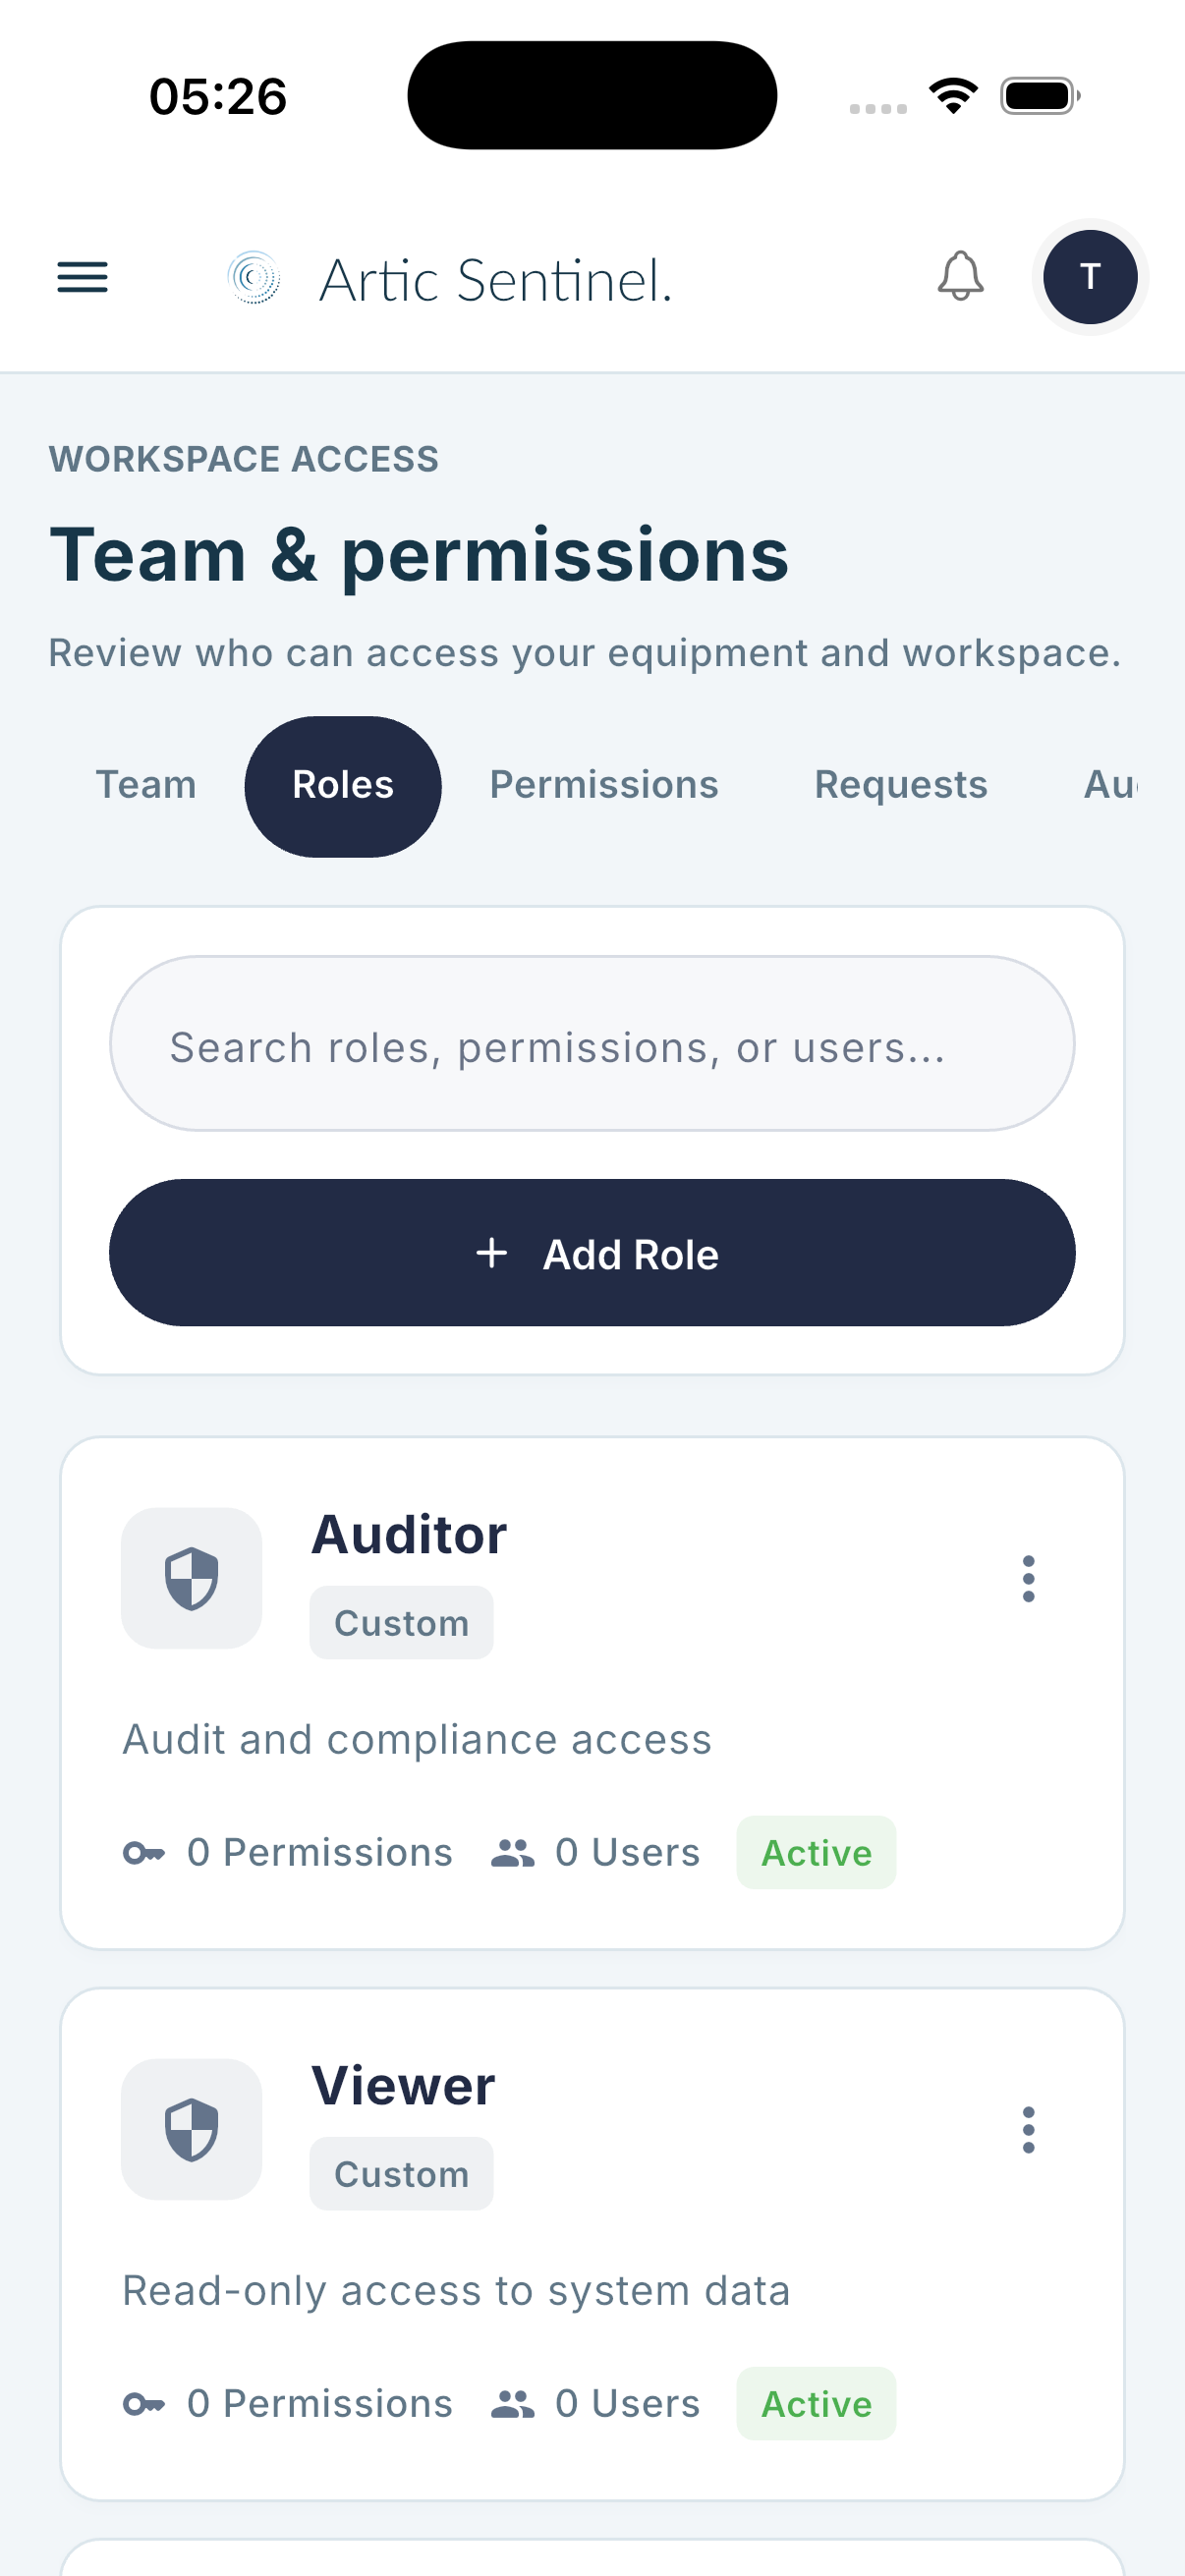 05:26
Artic Sentinel.
T
WORKSPACE ACCESS
Team & permissions
Review who can access your equipment and workspace.
Team Roles Permissions Requests
Search roles, permissions, or users...
+ Add Role
Auditor
Custom
Audit and compliance access
0 Permissions 0 Users Active
Viewer
Custom
Read-only access to system data
0 Permissions 0 Users Active